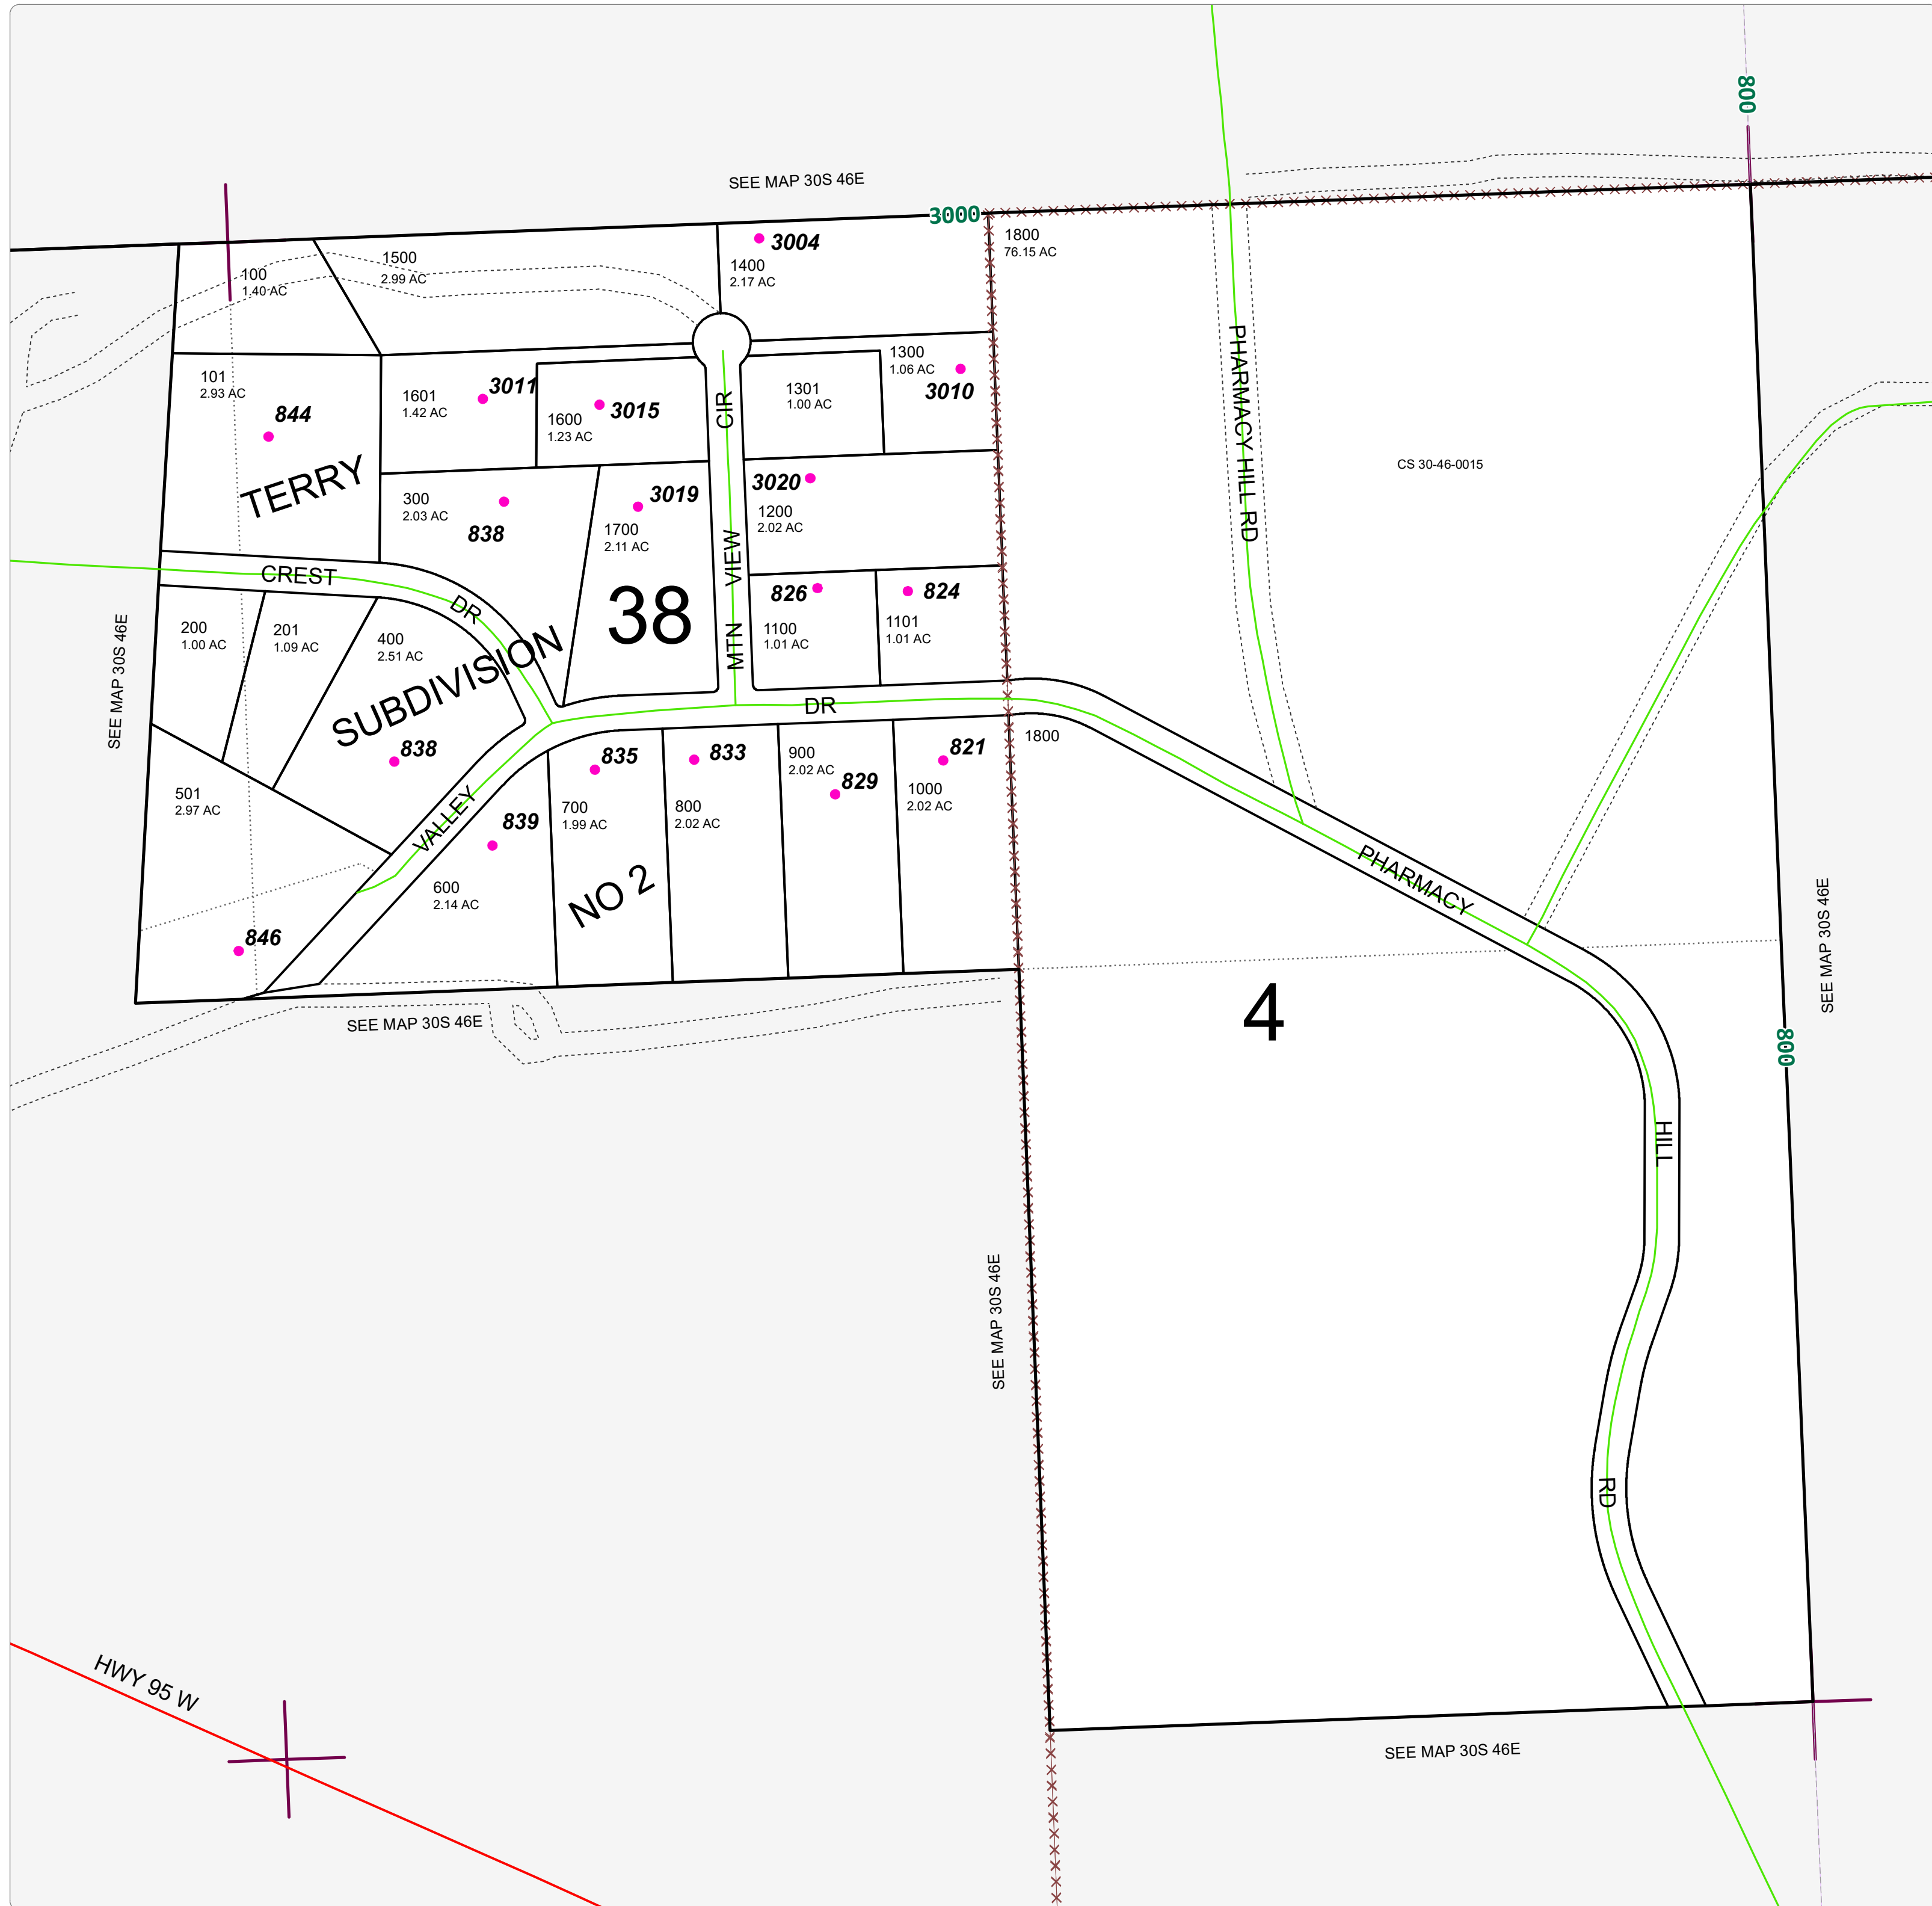 800
SEE MAP 30S 46E
3000
3004
1800
76.15 AC
100
1.40 AC
1500
2.99 AC
1400
2.17 AC
101
2.93 AC
844
1601
1.42 AC
3011
1600
1.23 AC
3015
CIR
1301
1.00 AC
1300
1.06 AC
3010
PHARMACY HILL RD
CS 30-46-0015
TERRY
300
2.03 AC
838
3019
1700
2.11 AC
3020
1200
2.02 AC
VIEW
CREST
DR
38
826
824
1100
1.01 AC
1101
1.01 AC
MTN
SEE MAP 30S 46E
200
1.00 AC
201
1.09 AC
400
2.51 AC
SUBDIVISION
838
DR
1800
501
2.97 AC
VALLEY
835
833
900
2.02 AC
829
821
839
700
1.99 AC
800
2.02 AC
1000
2.02 AC
600
2.14 AC
NO 2
PHARMACY
SEE MAP 30S 46E
846
SEE MAP 30S 46E
4
800
HILL
SEE MAP 30S 46E
RD
HWY 95 W
SEE MAP 30S 46E